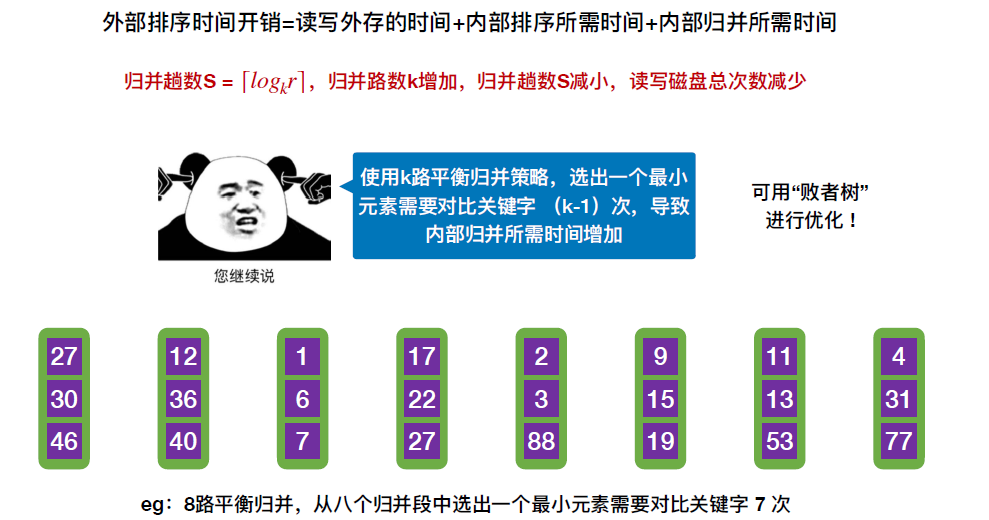 外部排序时间开销=读写外存的时间+内部排序所需时间+内部归并所需时间
归并趟数S = ⌈logₖr⌉，归并路数k增加，归并趟数S减小，读写磁盘总次数减少
使用k路平衡归并策略，选出一个最小
元素需要对比关键字 （k-1）次，导致
内部归并所需时间增加
可用“败者树”
进行优化！
您继续说
27 12 1 17 2 9 11 4
30 36 6 22 3 15 13 31
46 40 7 27 88 19 53 77
eg：8路平衡归并，从八个归并段中选出一个最小元素需要对比关键字 7 次